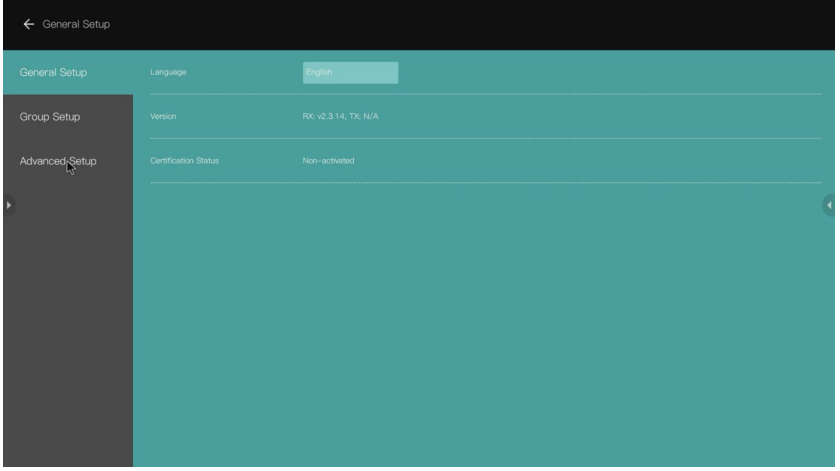 General Setup
General Setup
Language English
Group Setup
Version RX: v2.3.14, TX: N/A
Advanced Setup
Certification Status Non-activated